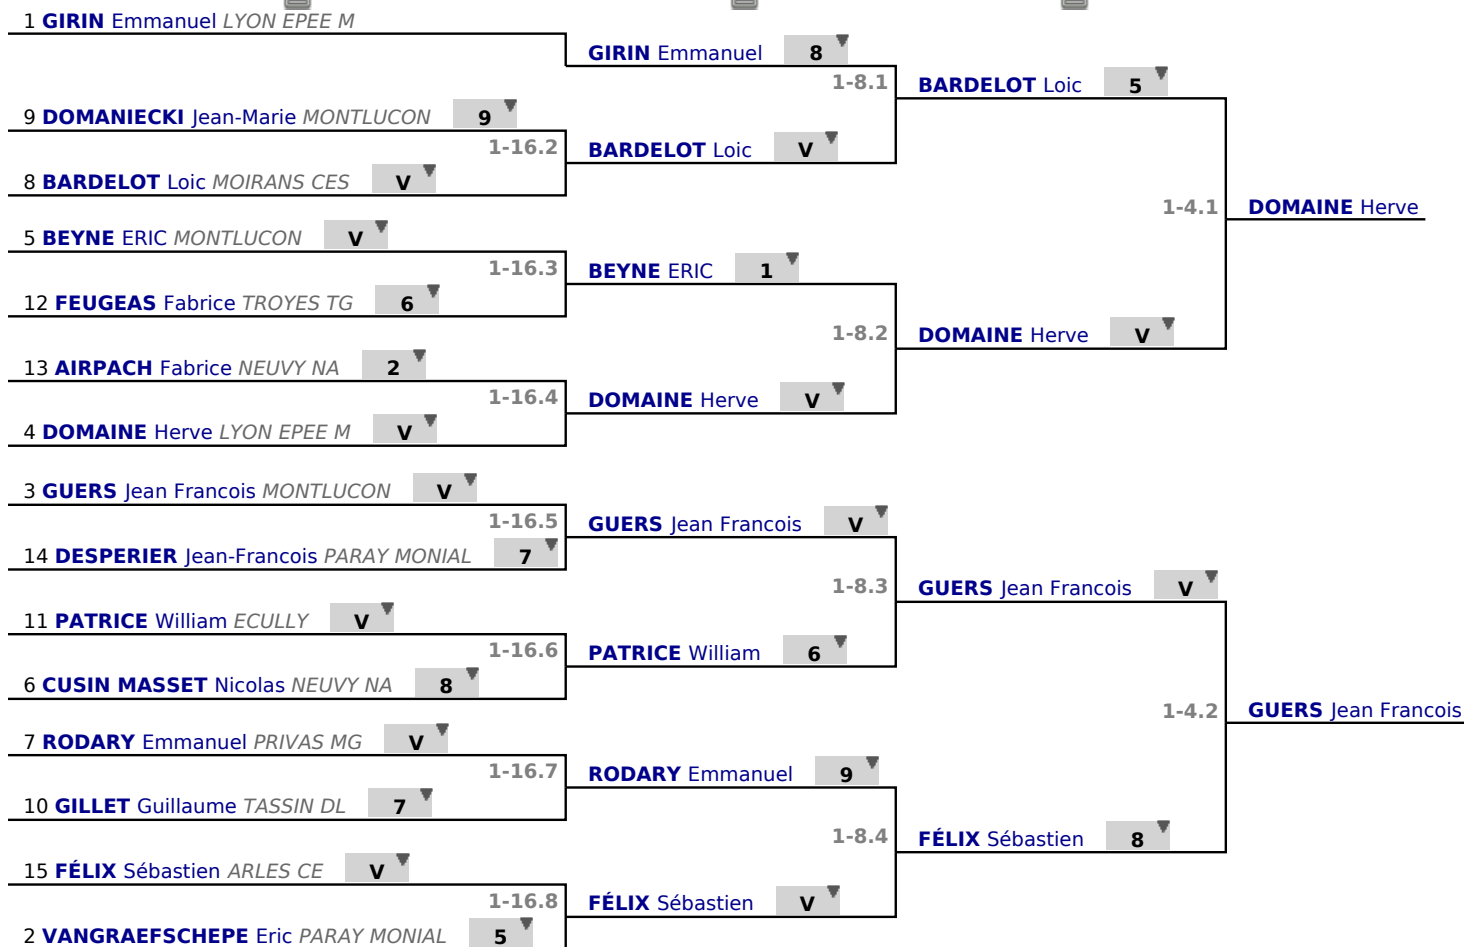 1 GIRIN Emmanuel LYON EPEE M
GIRIN Emmanuel 8
1-8.1
BARDELOT Loic 5
9 DOMANIECKI Jean-Marie MONTLUCON 9
1-16.2
BARDELOT Loic V
8 BARDELOT Loic MOIRANS CES V
1-4.1
DOMAINE Herve
5 BEYNE ERIC MONTLUCON V
1-16.3
BEYNE ERIC 1
12 FEUGEAS Fabrice TROYES TG 6
1-8.2
DOMAINE Herve V
13 AIRPACH Fabrice NEUVY NA 2
1-16.4
DOMAINE Herve V
4 DOMAINE Herve LYON EPEE M V
3 GUERS Jean Francois MONTLUCON V
1-16.5
GUERS Jean Francois V
14 DESPERIER Jean-Francois PARAY MONIAL 7
1-8.3
GUERS Jean Francois V
11 PATRICE William ECULLY V
1-16.6
PATRICE William 6
6 CUSIN MASSET Nicolas NEUVY NA 8
1-4.2
GUERS Jean Francois
7 RODARY Emmanuel PRIVAS MG V
1-16.7
RODARY Emmanuel 9
10 GILLET Guillaume TASSIN DL 7
1-8.4
FÉLIX Sébastien 8
15 FÉLIX Sébastien ARLES CE V
1-16.8
FÉLIX Sébastien V
2 VANGRAEFSCHEPE Eric PARAY MONIAL 5